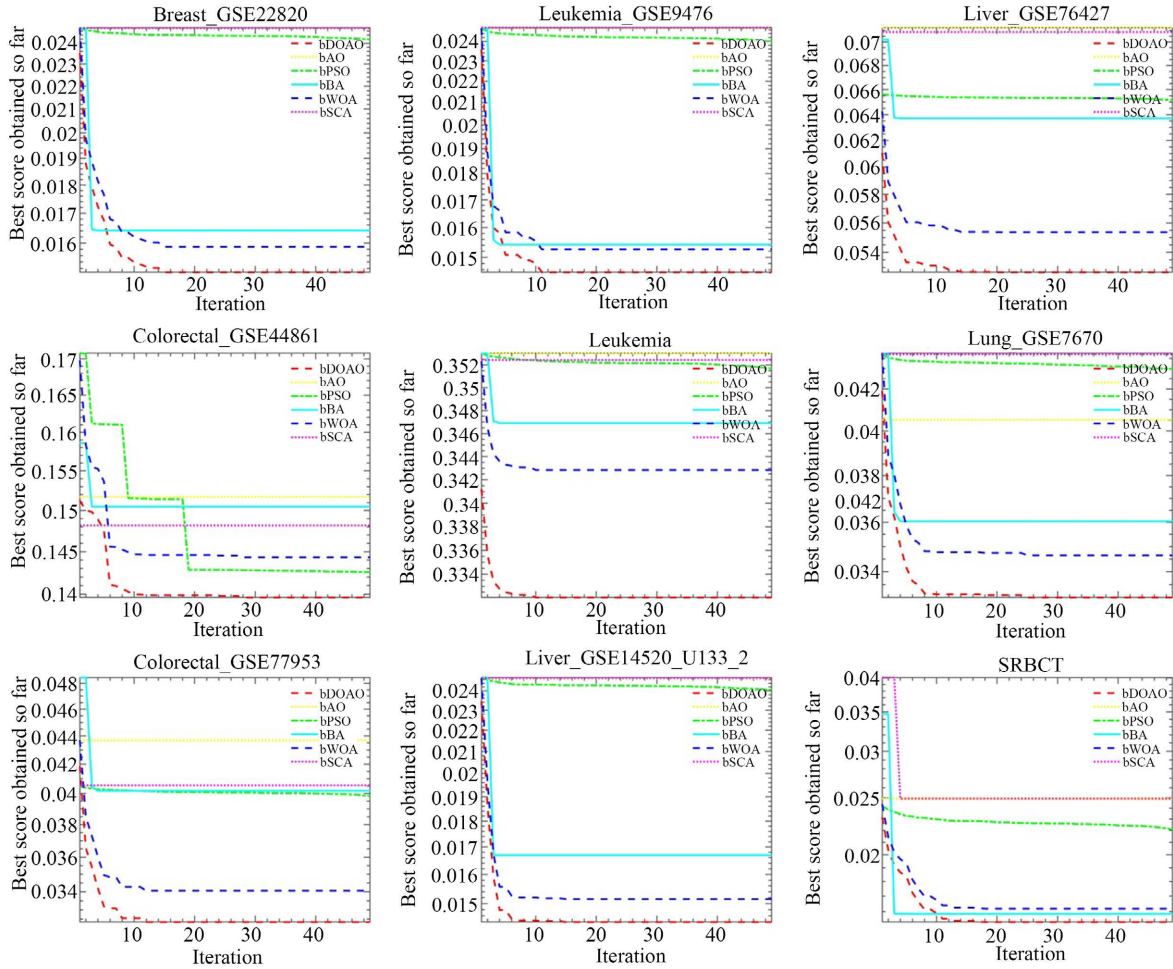 Breast_GSE22820
Best score obtained so far
0.024
0.023
0.022
0.022
0.02
0.019
0.018
0.017
0.016
0.016
bDOAO
bAO
bPSO
bBA
bWOA
bSCA
10 20 30 40
Iteration
Leukemia_GSE9476
Best score obtained so far
0.024
0.023
0.022
0.022
0.02
0.019
0.018
0.017
0.016
0.015
bDOAO
bAO
bPSO
bBA
bWOA
bSCA
10 20 30 40
Iteration
Liver_GSE76427
Best score obtained so far
0.07
0.066
0.064
0.062
0.06
0.058
0.056
0.054
bDOAO
bAO
bPSO
bBA
bWOA
bSCA
10 20 30 40
Iteration
Colorectal_GSE44861
Best score obtained so far
0.17
0.165
0.16
0.155
0.15
0.145
0.14
bDOAO
bAO
bPSO
bBA
bWOA
bSCA
10 20 30 40
Iteration
Leukemia
Best score obtained so far
0.352
0.35
0.348
0.346
0.344
0.342
0.34
0.338
0.336
0.334
bDOAO
bAO
bPSO
bBA
bWOA
bSCA
10 20 30 40
Iteration
Lung_GSE7670
Best score obtained so far
0.042
0.04
0.038
0.042
0.036
0.034
bDOAO
bAO
bPSO
bBA
bWOA
bSCA
10 20 30 40
Iteration
Colorectal_GSE77953
Best score obtained so far
0.048
0.046
0.044
0.042
0.04
0.038
0.036
0.034
bDOAO
bAO
bPSO
bBA
bWOA
bSCA
10 20 30 40
Iteration
Liver_GSE14520_U133_2
Best score obtained so far
0.024
0.024
0.022
0.022
0.02
0.019
0.018
0.017
0.016
0.015
bDOAO
bAO
bPSO
bBA
bWOA
bSCA
10 20 30 40
Iteration
SRBCT
Best score obtained so far
0.04
0.035
0.03
0.025
0.02
bDOAO
bAO
bPSO
bBA
bWOA
bSCA
10 20 30 40
Iteration